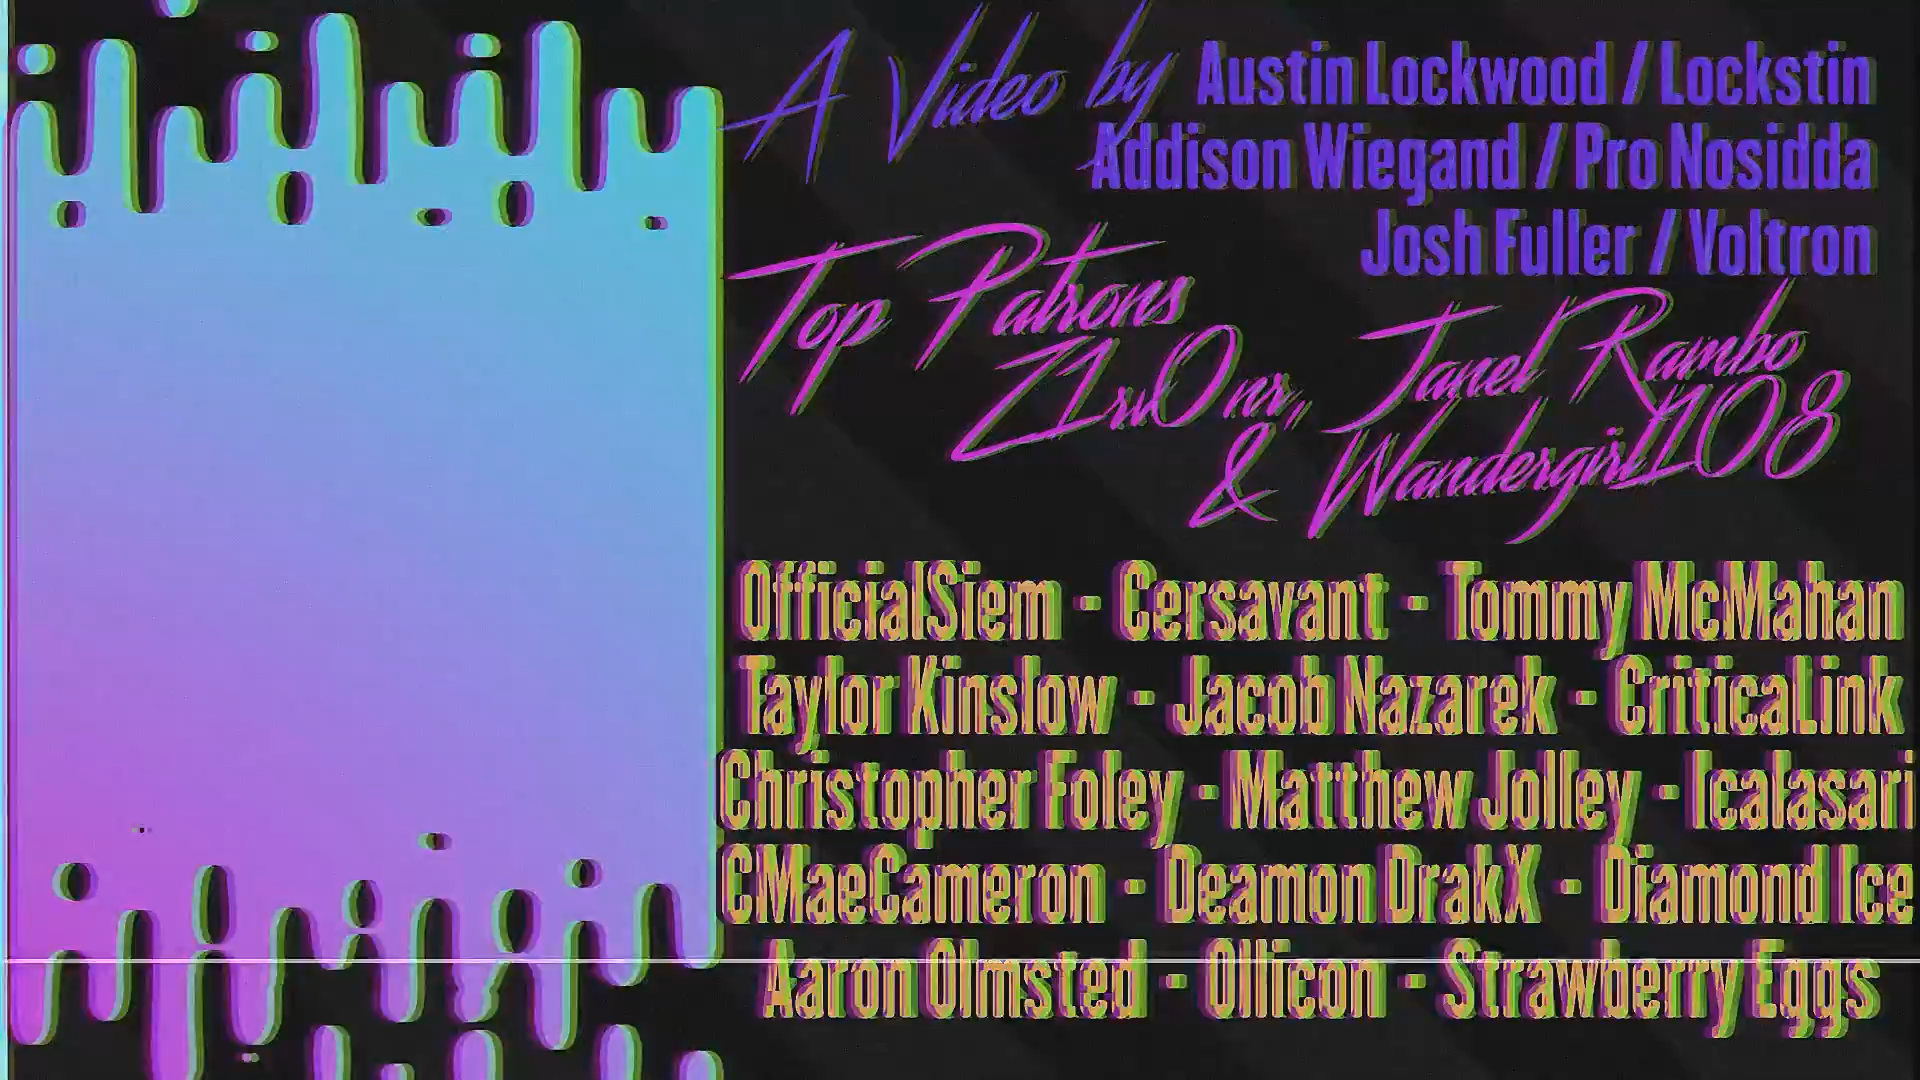 A Video by Austin Lockwood / Lockstin
Addison Wiegand / Pro Nosidda
Josh Fuller / Voltron
Top Patrons
Janel Rambo
& Wandergirl108
OfficialSiem - Cersavant - Tommy McMahan
Taylor Kinslow - Jacob Nazarek - CriticaLink
Christopher Foley - Matthew Jolley - Icalasari
CMaeCameron - Deamon DrakX - Diamond Ice
Aaron Olmsted - Ollicon - Strawberry Eggs